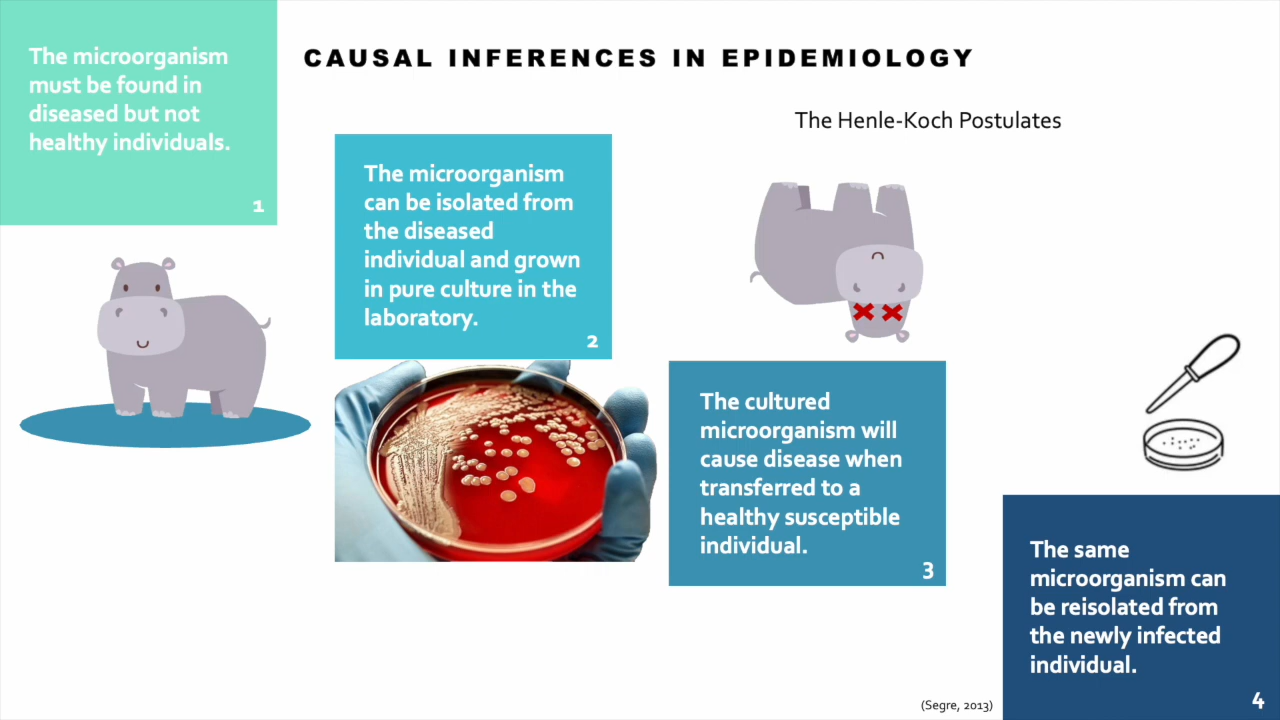 The microorganism
must be found in
diseased but not
healthy individuals.
1
CAUSAL INFERENCES IN EPIDEMIOLOGY
The Henle-Koch Postulates
The microorganism
can be isolated from
the diseased
individual and grown
in pure culture in the
laboratory.
2
The cultured
microorganism will
cause disease when
transferred to a
healthy susceptible
individual.
3
The same
microorganism can
be reisolated from
the newly infected
individual.
4
(Segre, 2013)